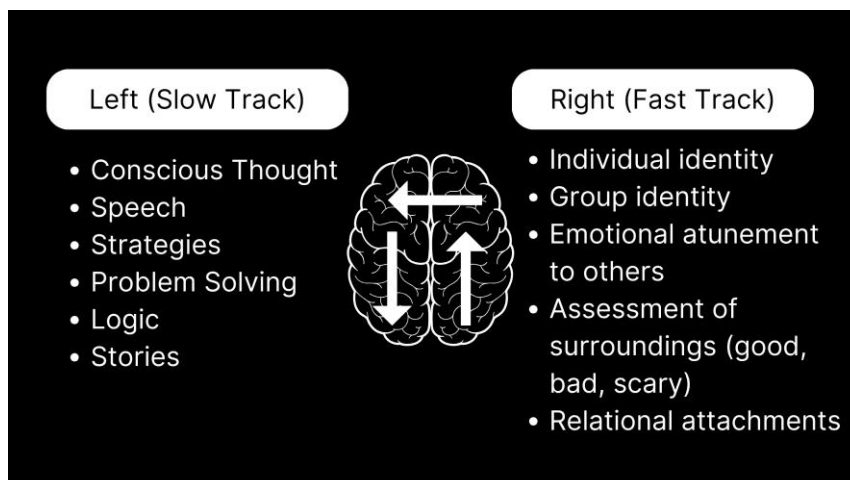 Left (Slow Track)
• Conscious Thought
• Speech
• Strategies
• Problem Solving
• Logic
• Stories
Right (Fast Track)
• Individual identity
• Group identity
• Emotional atunement
to others
• Assessment of
surroundings (good,
bad, scary)
• Relational attachments